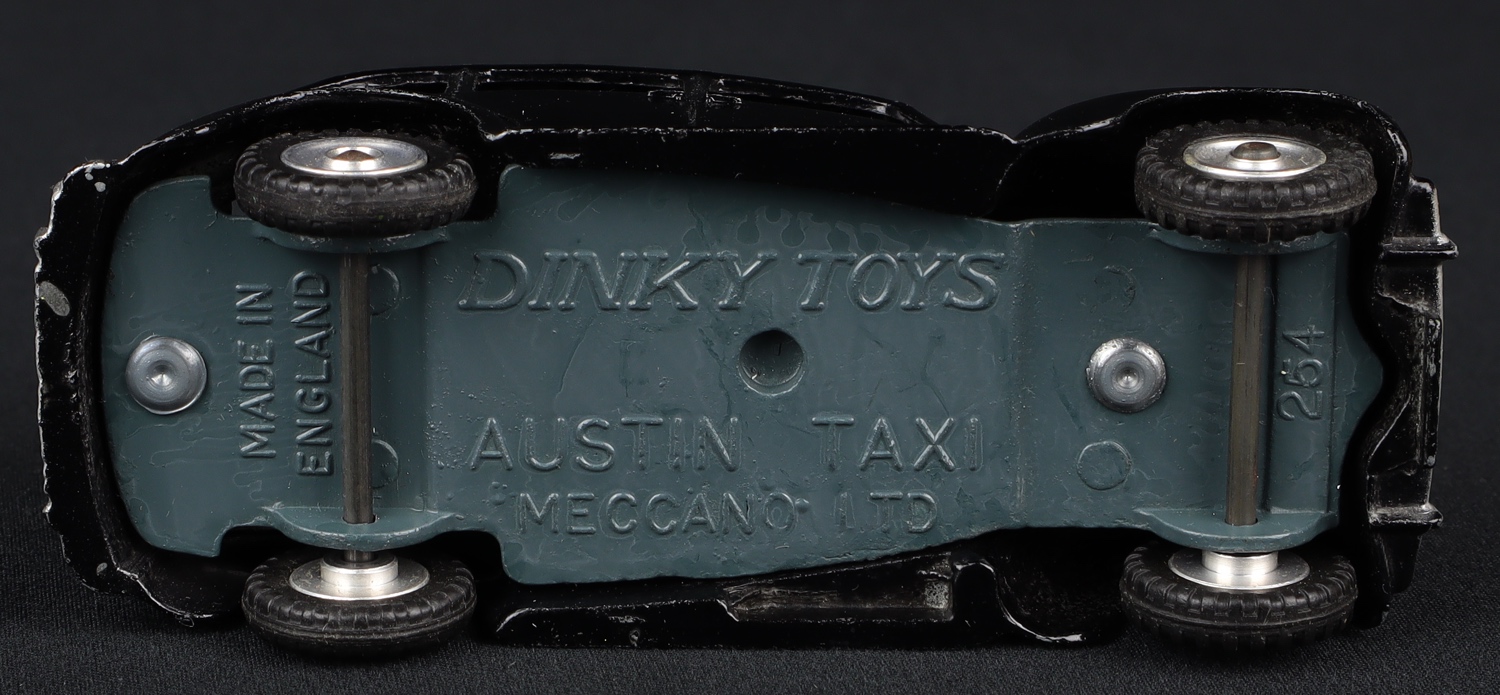 DINKY TOYS
AUSTIN TAXI
MECCANO LTD
MADE IN
ENGLAND
254